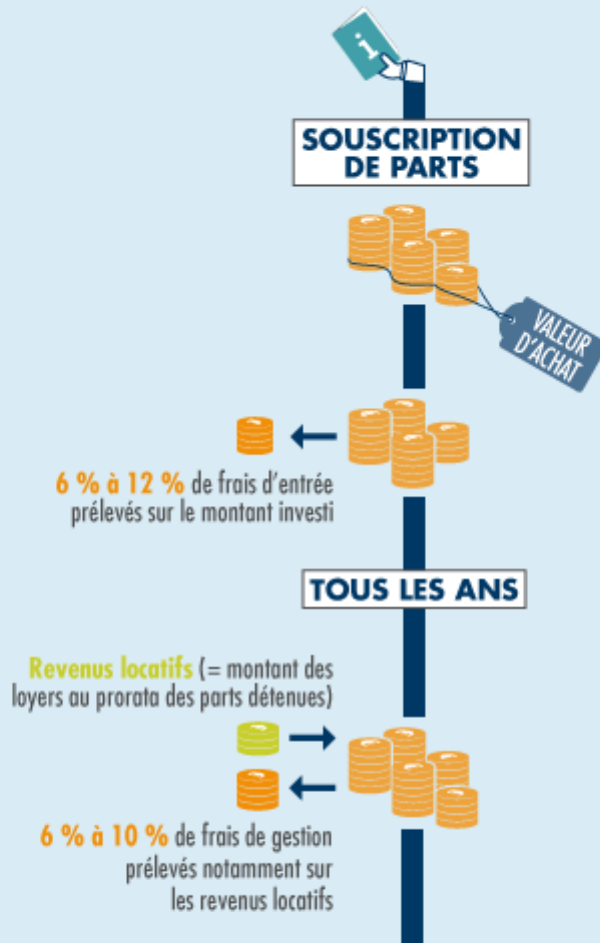 i
SOUSCRIPTION
DE PARTS
VALEUR
D'ACHAT
6 % à 12 % de frais d'entrée
prélevés sur le montant investi
TOUS LES ANS
Revenus locatifs (= montant des
loyers au prorata des parts détenues)
6 % à 10 % de frais de gestion
prélevés notamment sur
les revenus locatifs